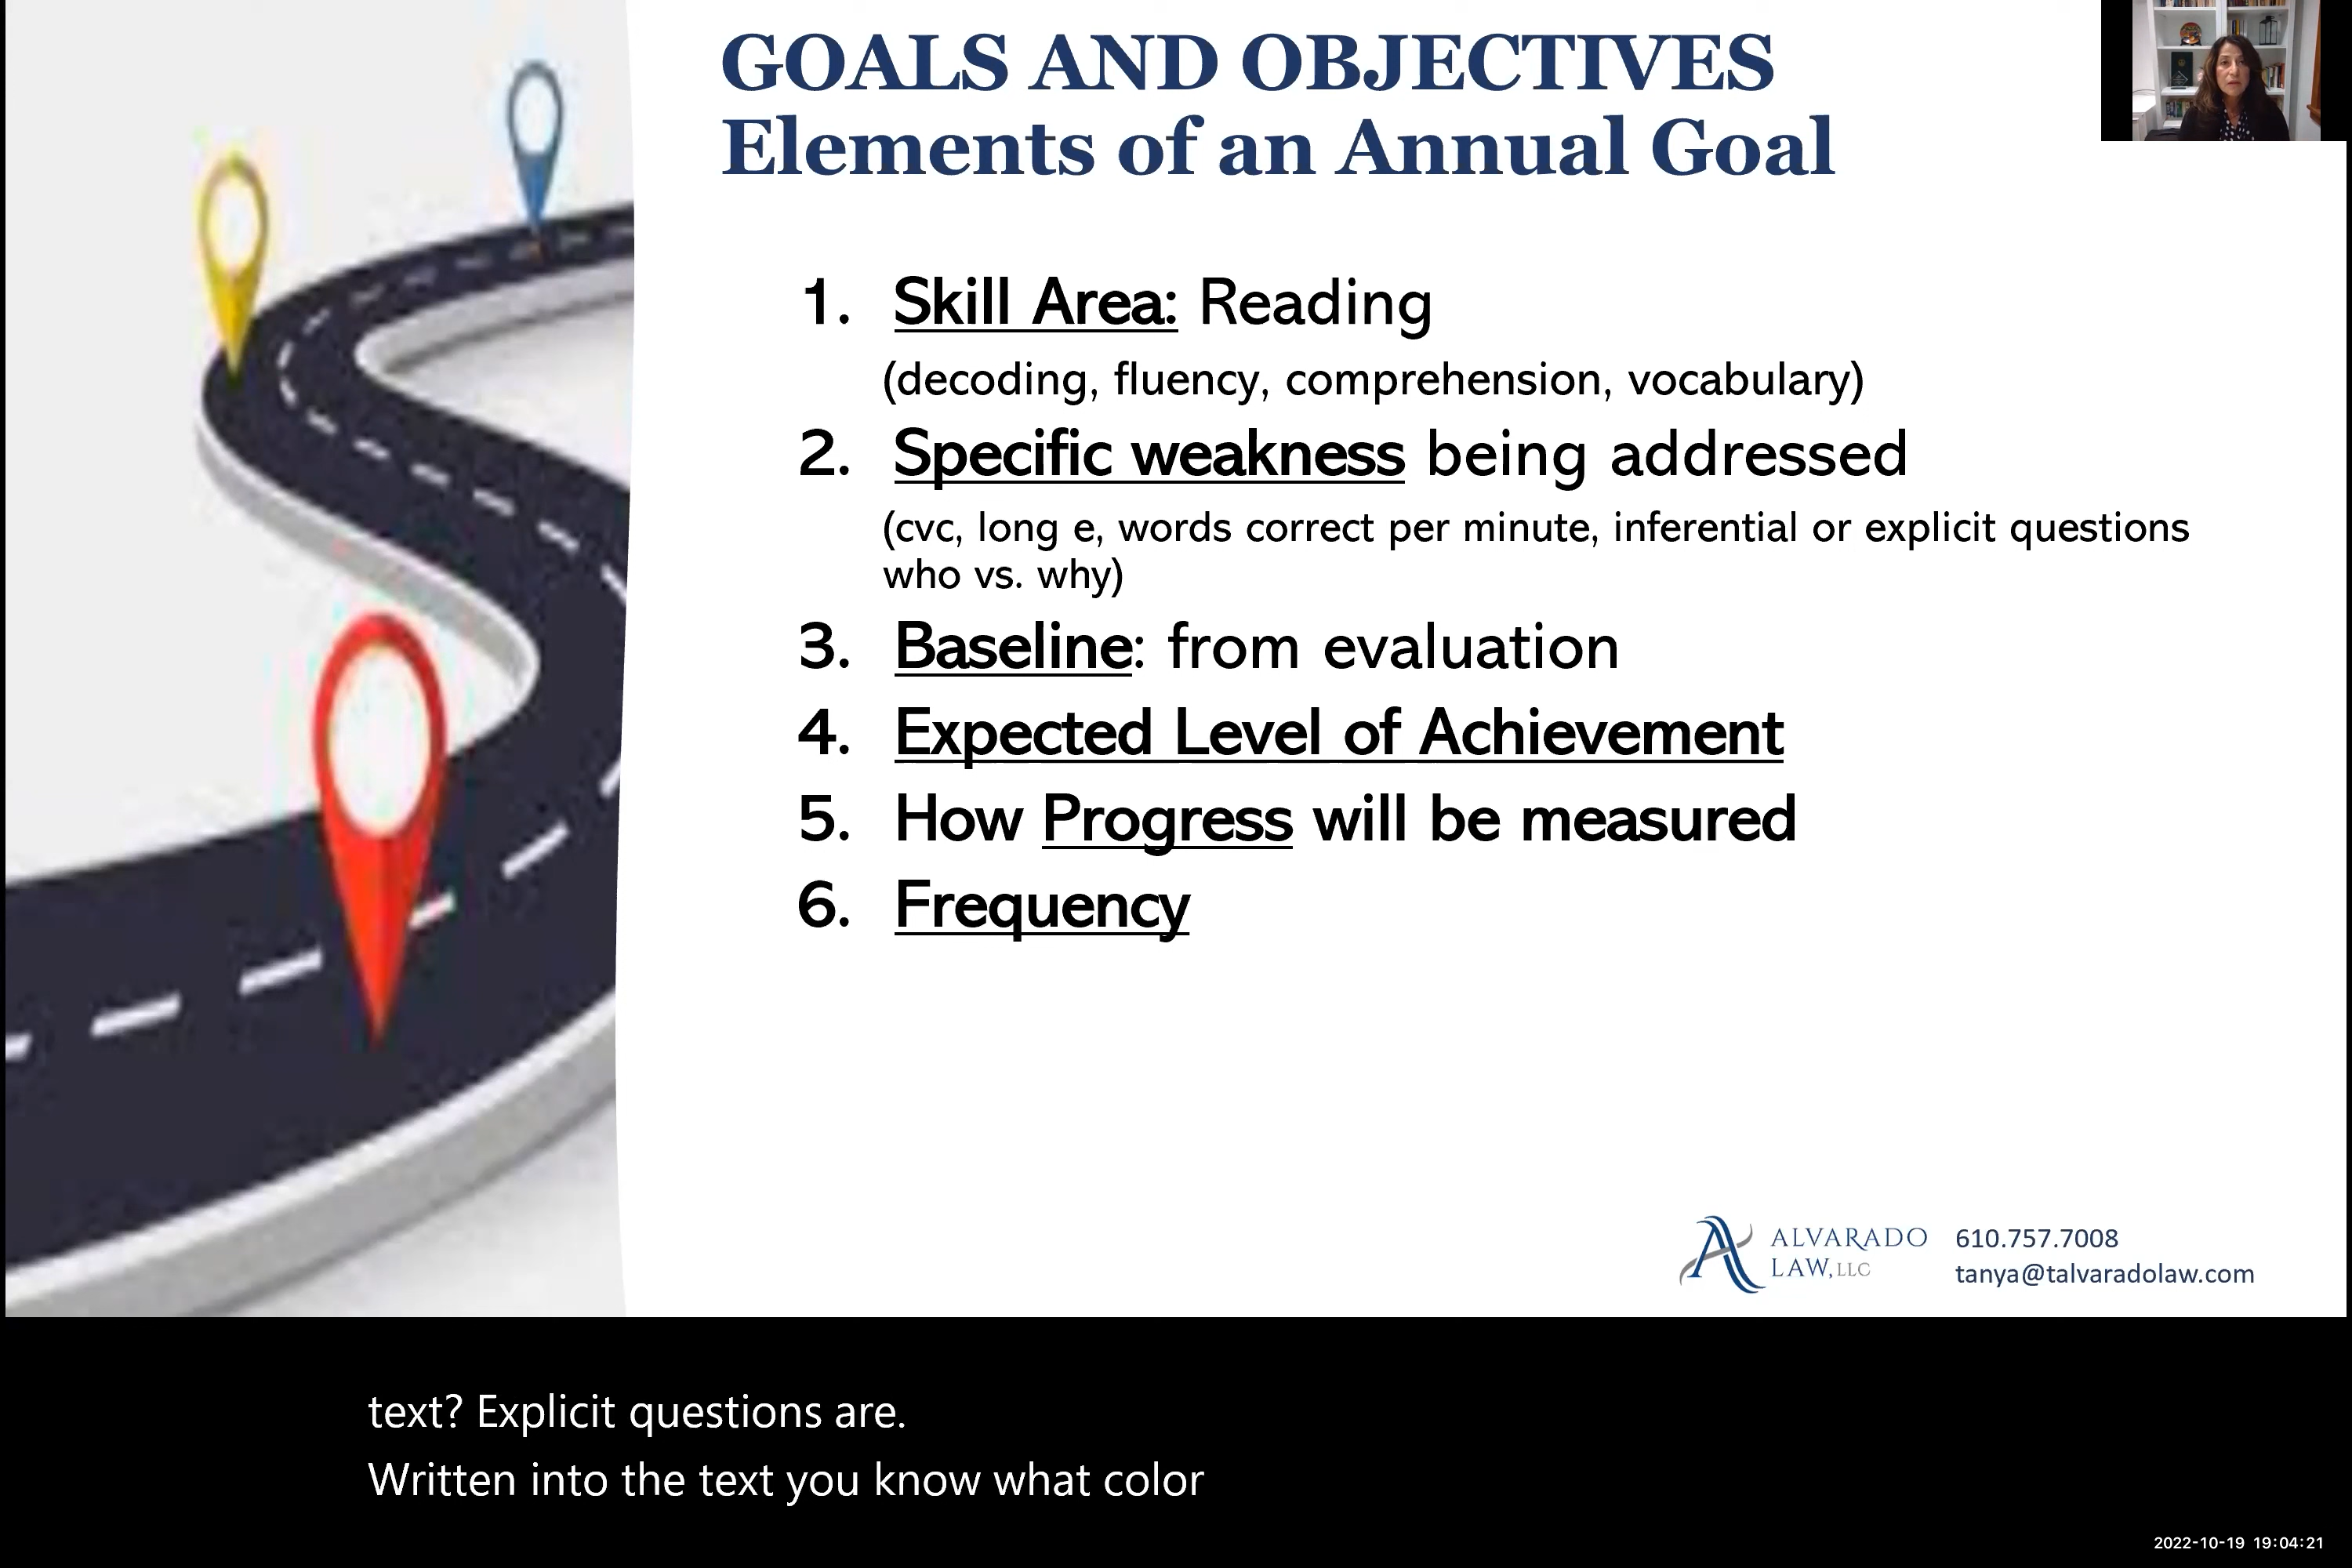 GOALS AND OBJECTIVES
Elements of an Annual Goal
1. Skill Area: Reading
(decoding, fluency, comprehension, vocabulary)
2. Specific weakness being addressed
(cvc, long e, words correct per minute, inferential or explicit questions
who vs. why)
3. Baseline: from evaluation
4. Expected Level of Achievement
5. How Progress will be measured
6. Frequency
ALVARADO
LAW, LLC
610.757.7008
tanya@talvaradolaw.com
text? Explicit questions are.
Written into the text you know what color
2022-10-19 19:04:21